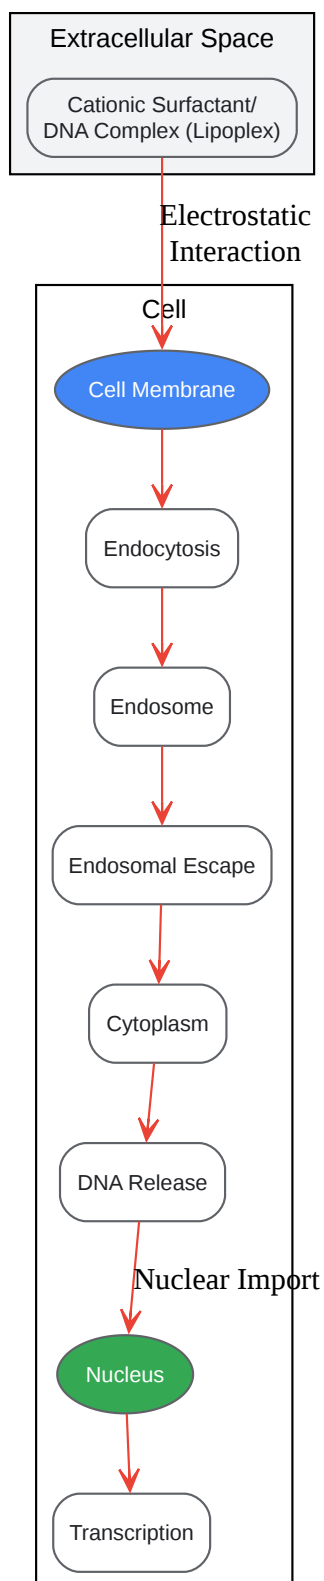 Extracellular Space
Cationic Surfactant/
DNA Complex (Lipoplex)
Electrostatic
Interaction
Cell
Cell Membrane
Endocytosis
Endosome
Endosomal Escape
Cytoplasm
DNA Release
Nuclear Import
Nucleus
Transcription